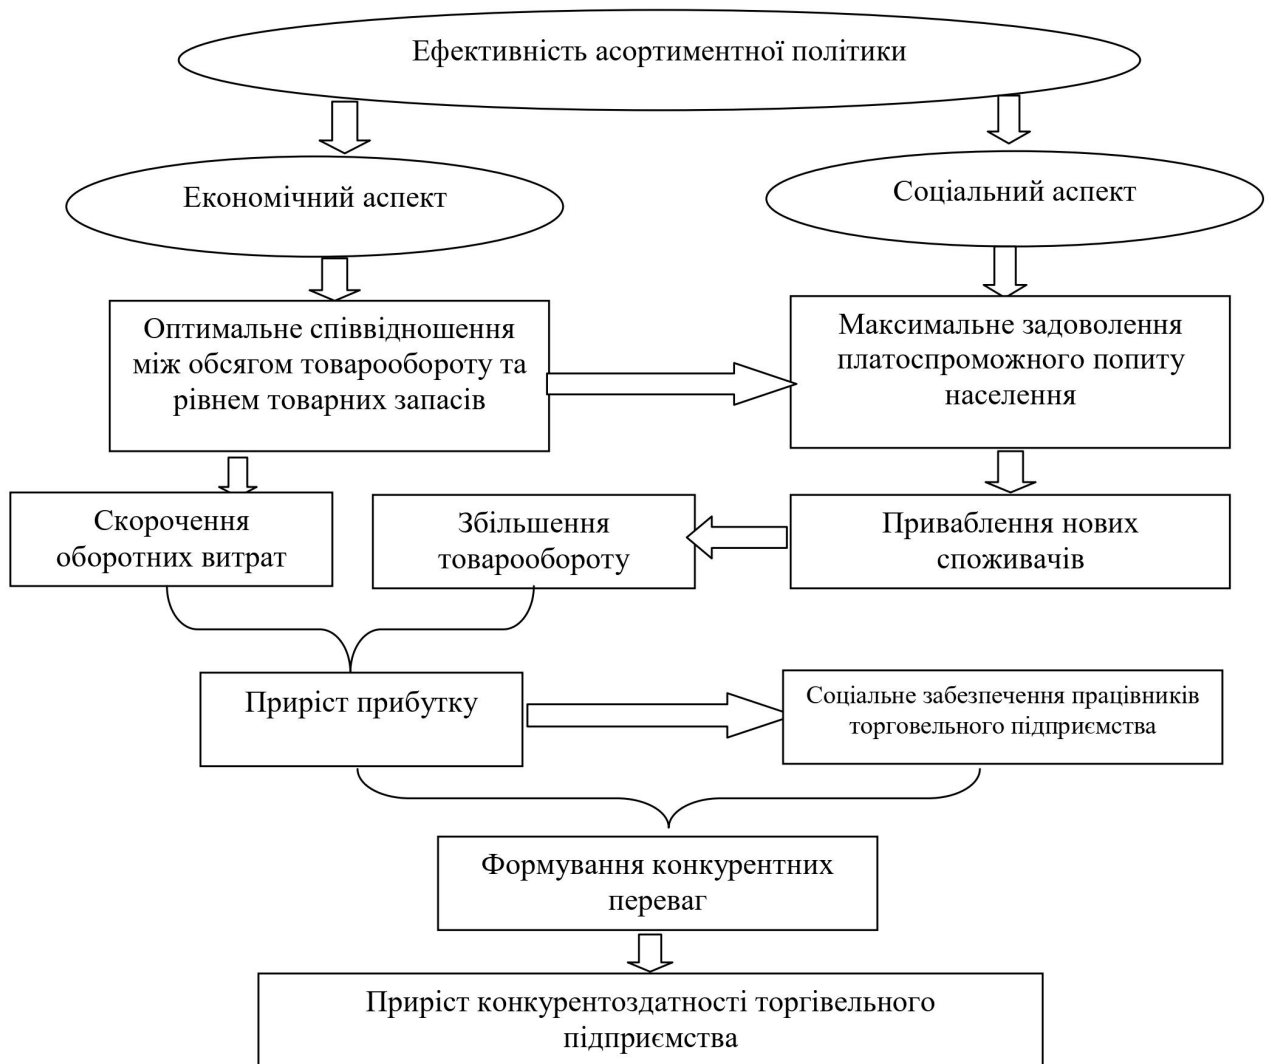 Ефективність асортиментної політики
Економічний аспект
Соціальний аспект
Оптимальне співвідношення
між обсягом товарообороту та
рівнем товарних запасів
Максимальне задоволення
платоспроможного попиту
населення
Скорочення
оборотних витрат
Збільшення
товарообороту
Приваблення нових
споживачів
Приріст прибутку
Соціальне забезпечення працівників
торговельного підприємства
Формування конкурентних
переваг
Приріст конкурентоздатності торгівельного
підприємства